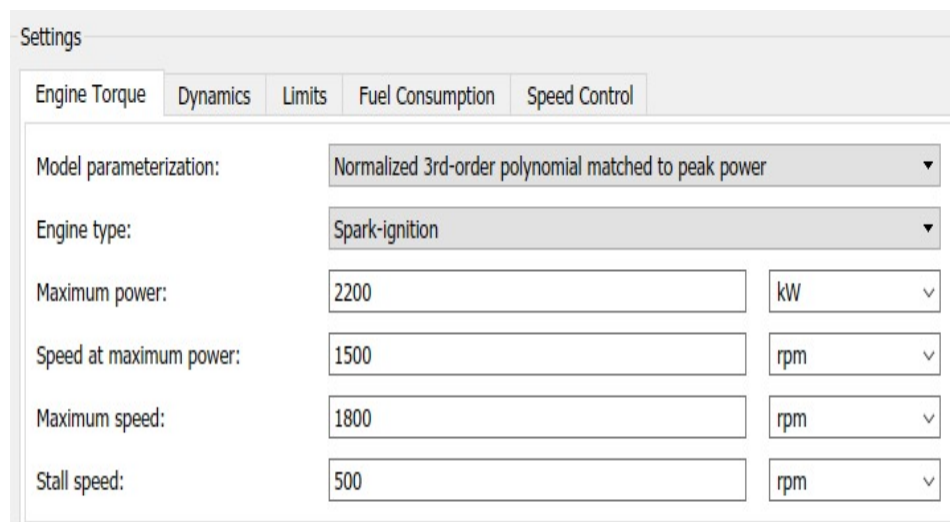 Settings
Engine Torque Dynamics Limits Fuel Consumption Speed Control
Model parameterization: Normalized 3rd-order polynomial matched to peak power
Engine type: Spark-ignition
Maximum power: 2200 kW
Speed at maximum power: 1500 rpm
Maximum speed: 1800 rpm
Stall speed: 500 rpm